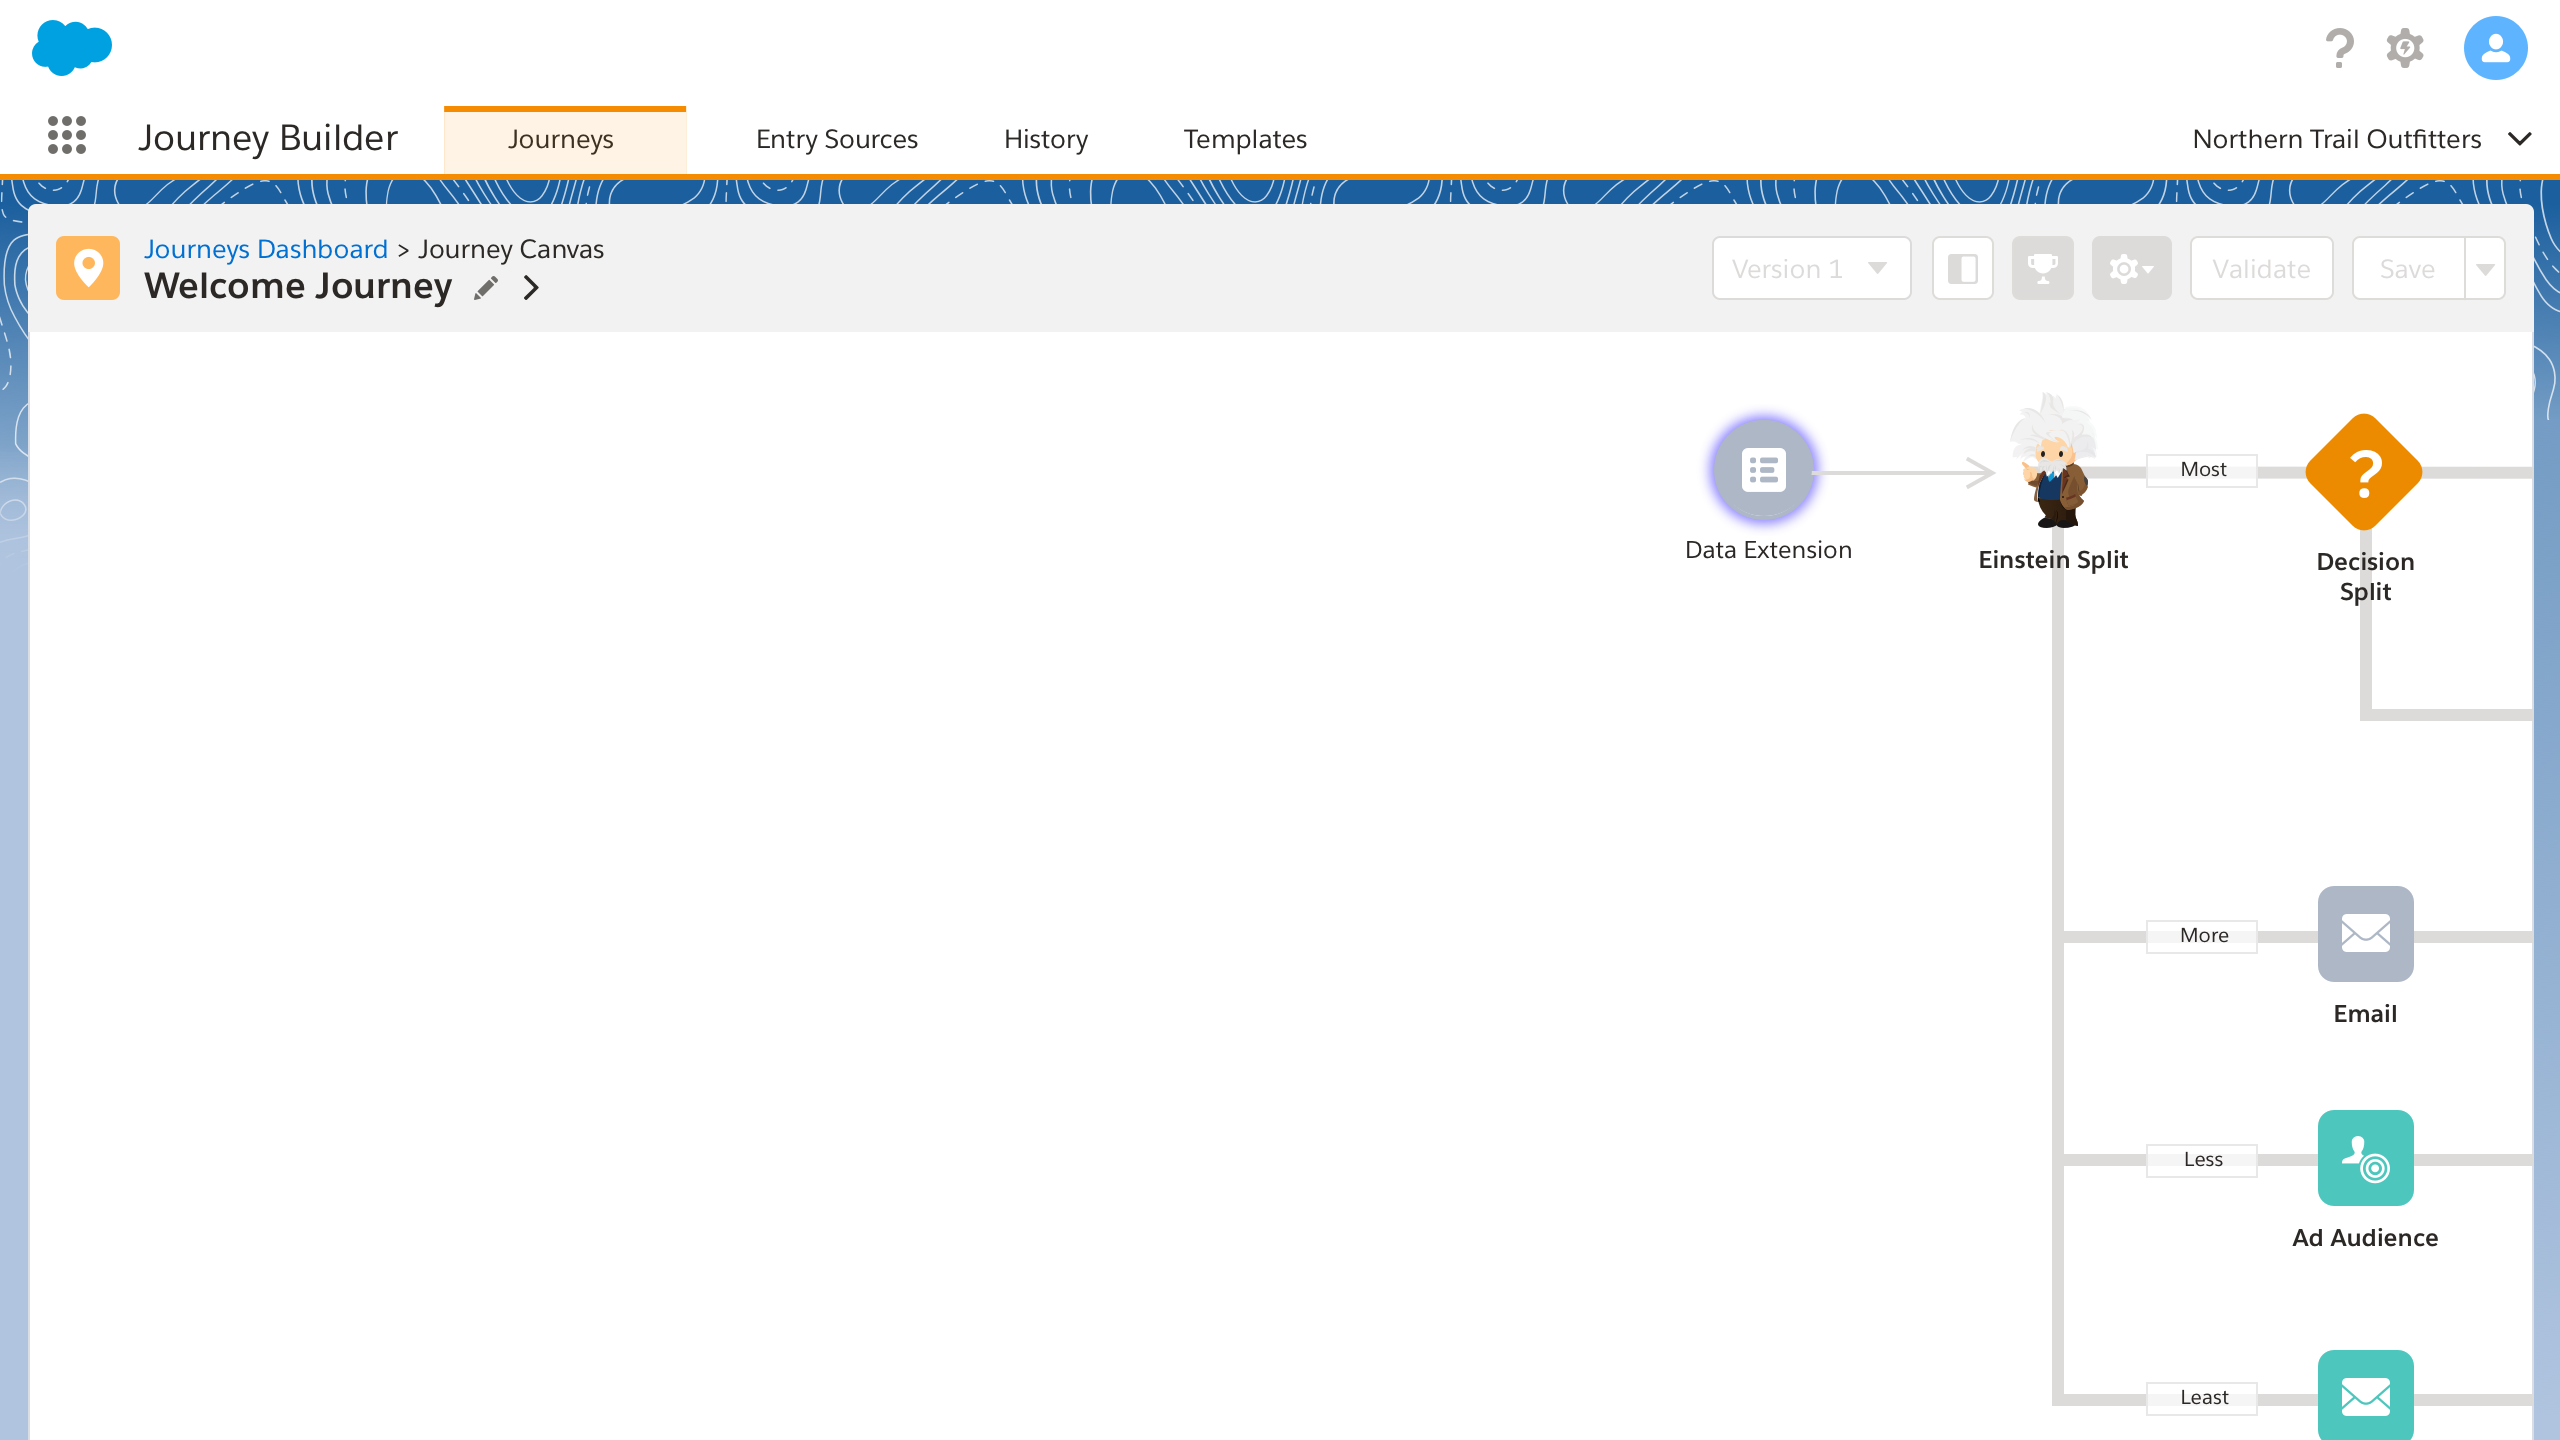 Journey Builder
Journeys
Entry Sources
History
Templates
Northern Trail Outfitters
Journeys Dashboard > Journey Canvas
Welcome Journey
Version 1
Validate
Save
Data Extension
Einstein Split
Most
?
Decision
Split
More
Email
Less
Ad Audience
Least